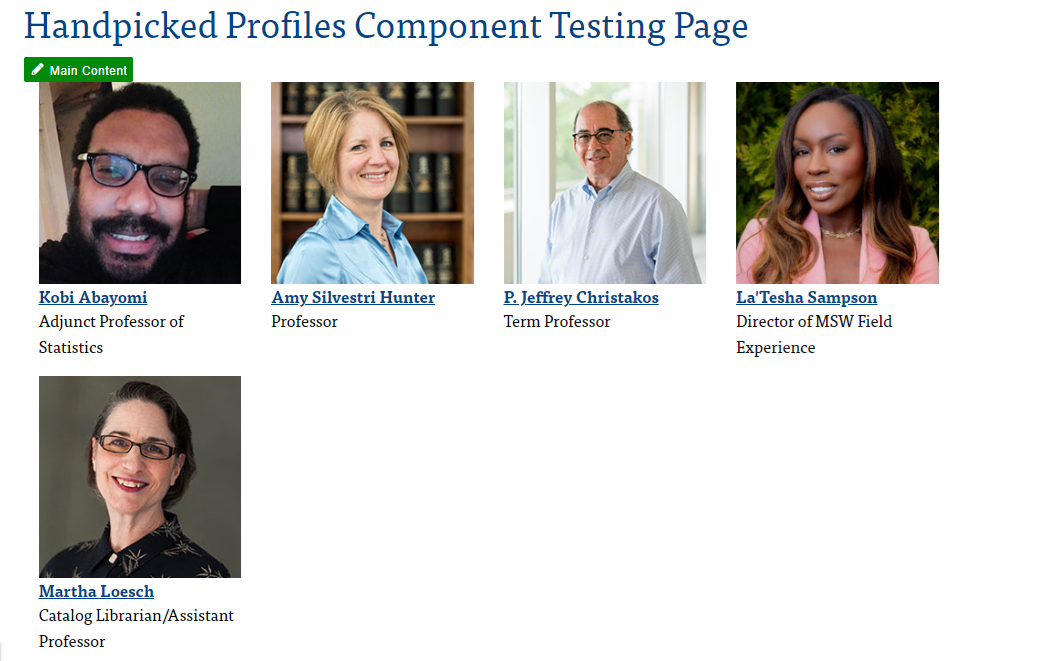 Handpicked Profiles Component Testing Page
Main Content
Kobi Abayomi
Adjunct Professor of
Statistics
Amy Silvestri Hunter
Professor
P. Jeffrey Christakos
Term Professor
La'Tesha Sampson
Director of MSW Field
Experience
Martha Loesch
Catalog Librarian/Assistant
Professor